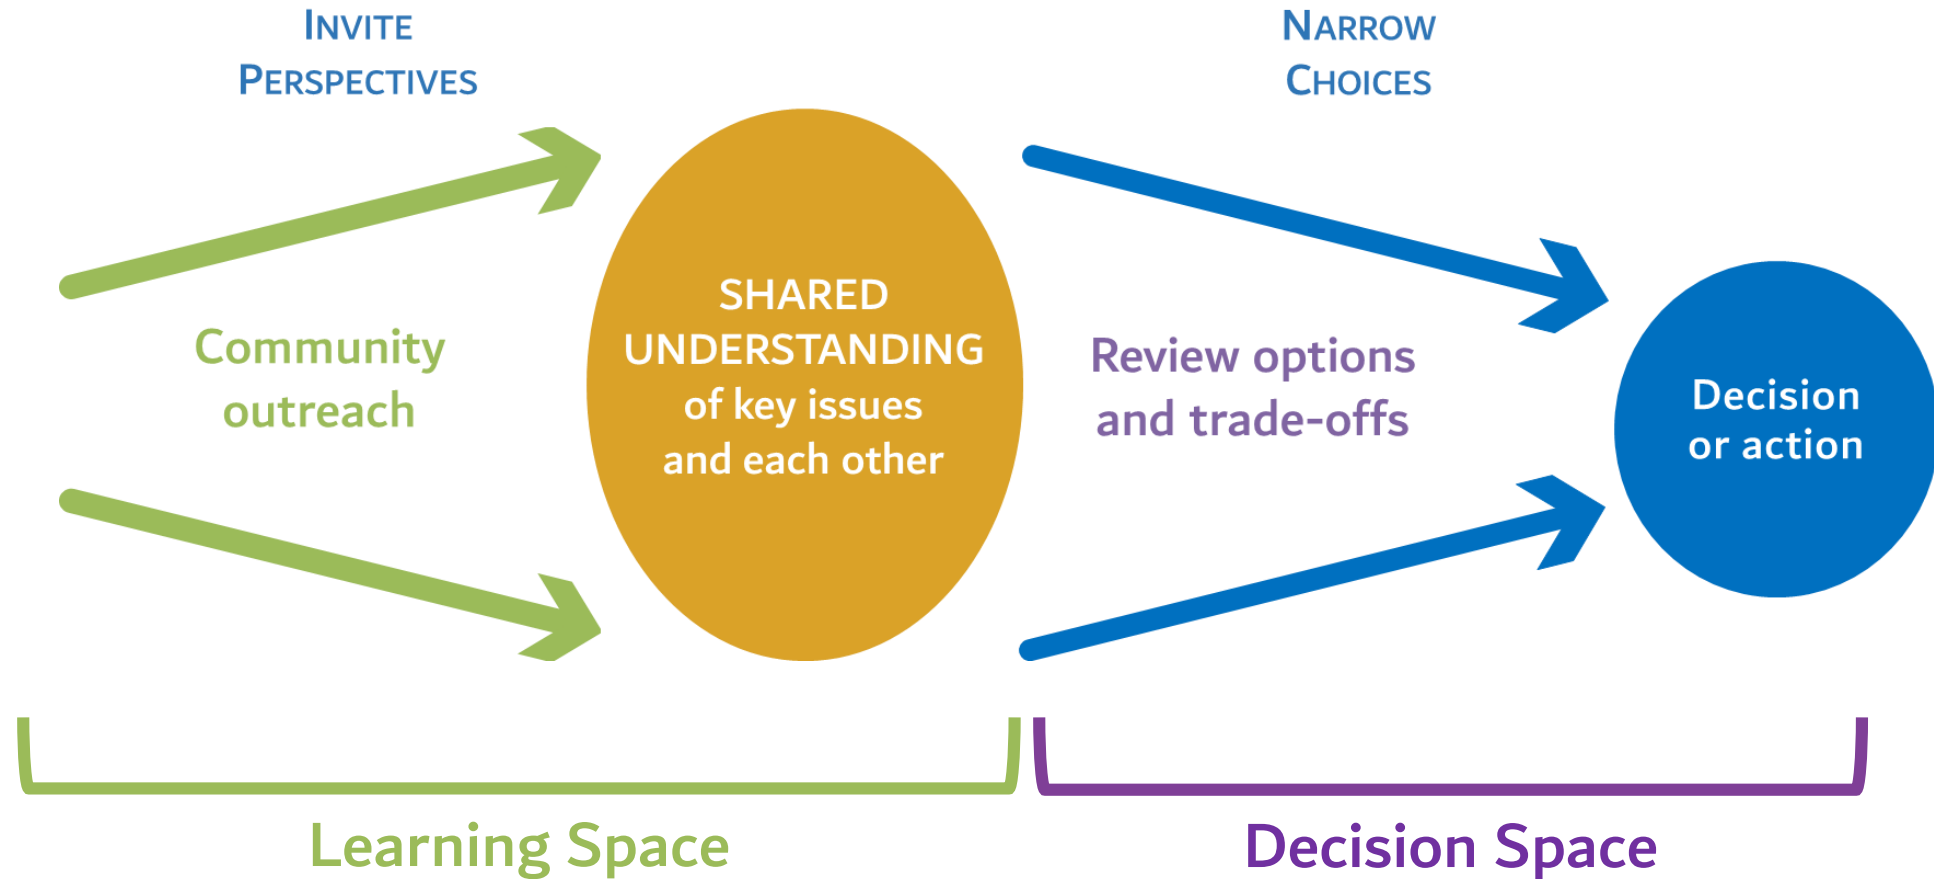 INVITE
PERSPECTIVES
NARROW
CHOICES
Community
outreach
SHARED
UNDERSTANDING
of key issues
and each other
Review options
and trade-offs
Decision
or action
Learning Space
Decision Space